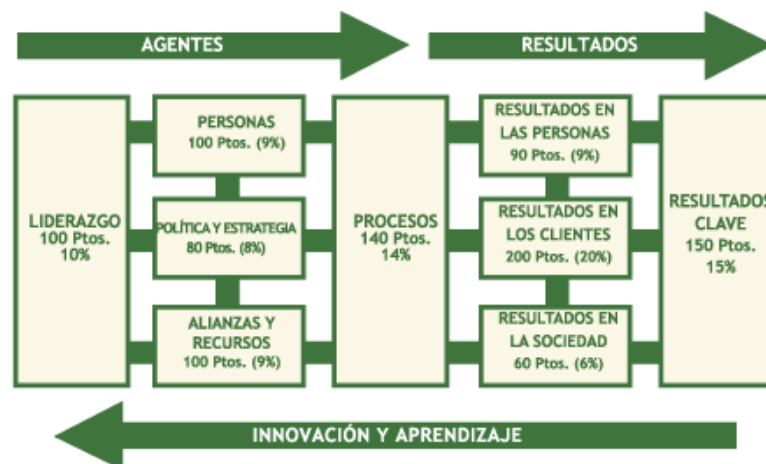 AGENTES
RESULTADOS
LIDERAZGO
100 Ptos.
10%
PERSONAS
100 Ptos. (9%)
POLÍTICA Y ESTRATEGIA
80 Ptos. (8%)
ALIANZAS Y
RECURSOS
100 Ptos. (9%)
PROCESOS
140 Ptos.
14%
RESULTADOS EN
LAS PERSONAS
90 Ptos. (9%)
RESULTADOS EN
LOS CLIENTES
200 Ptos. (20%)
RESULTADOS EN
LA SOCIEDAD
60 Ptos. (6%)
RESULTADOS
CLAVE
150 Ptos.
15%
INNOVACIÓN Y APRENDIZAJE